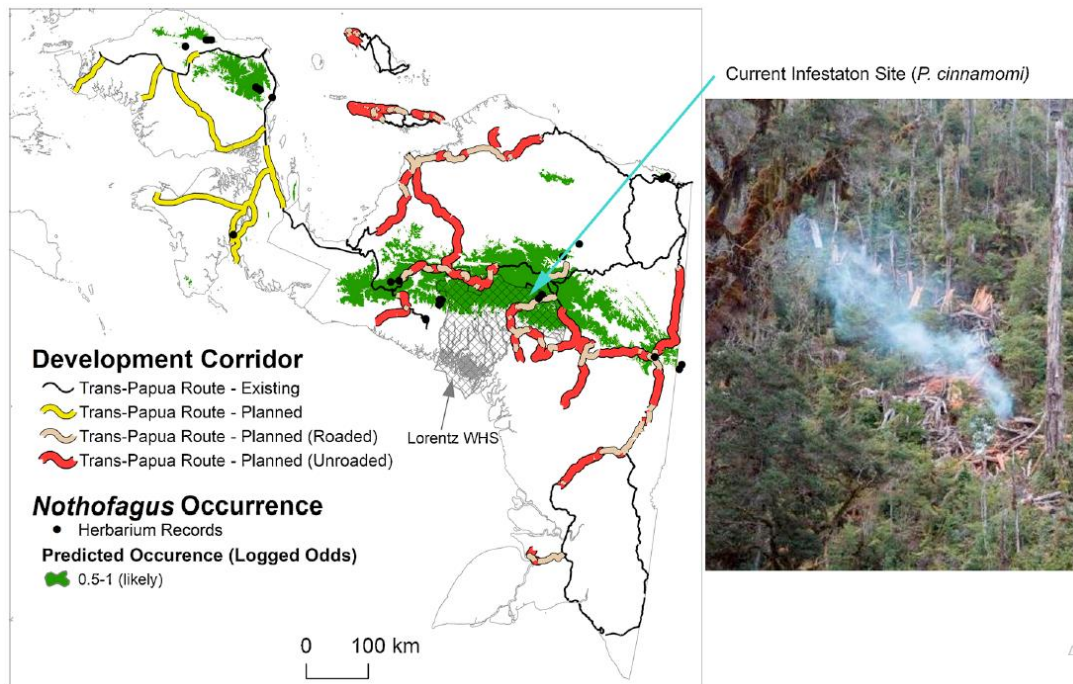 Current Infestaton Site (P. cinnamomi)
Development Corridor
Trans-Papua Route - Existing
Trans-Papua Route - Planned
Trans-Papua Route - Planned (Roaded)
Trans-Papua Route - Planned (Unroaded)
Lorentz WHS
Nothofagus Occurrence
Herbarium Records
Predicted Occurence (Logged Odds)
0.5-1 (likely)
0 100 km